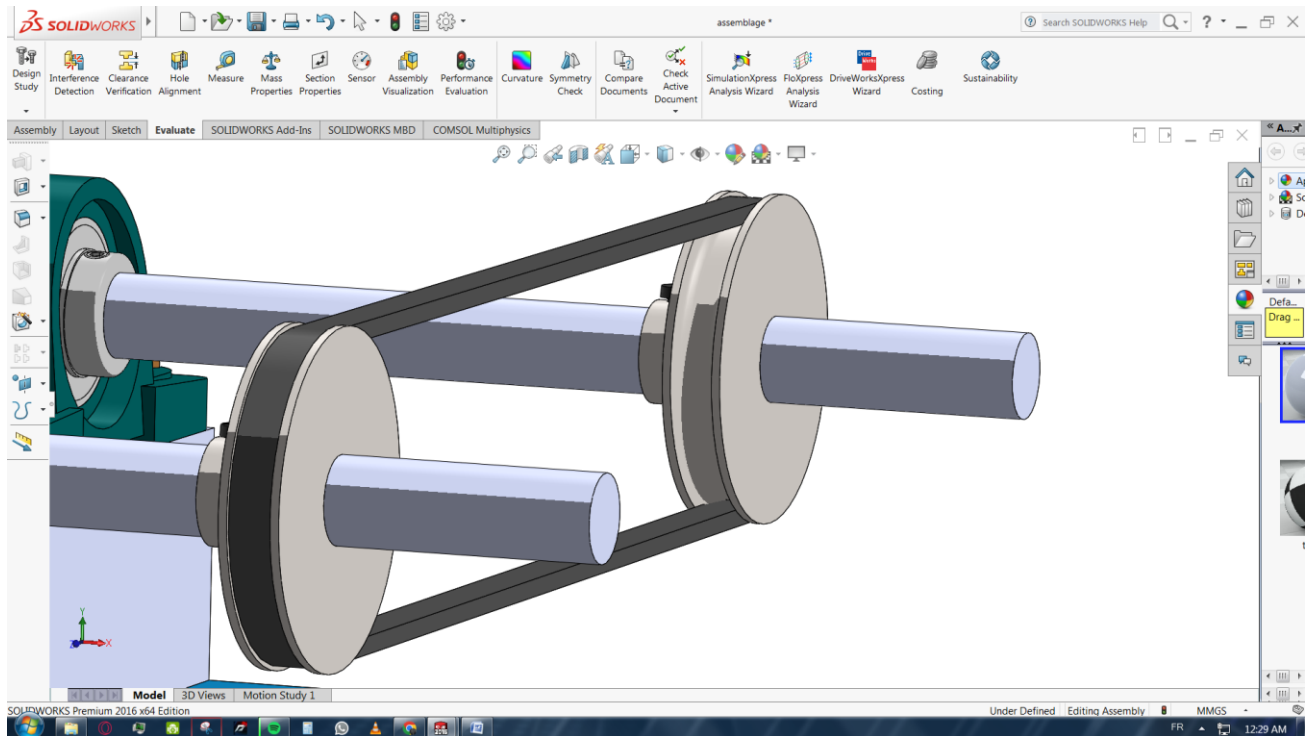 SOLIDWORKS
assemblage *
Search SOLIDWORKS Help
?
Design Study
Interference Detection
Clearance Verification
Hole Alignment
Measure
Mass Properties
Section Properties
Sensor
Assembly Visualization
Performance Evaluation
Curvature
Symmetry Check
Compare Documents
Check Active Document
SimulationXpress Analysis Wizard
FloXpress Analysis Wizard
DriveWorksXpress Wizard
Costing
Sustainability
Assembly Layout Sketch Evaluate SOLIDWORKS Add-Ins SOLIDWORKS MBD COMSOL Multiphysics
A...
Ap
Sc
De
Defa...
Drag ...
t
Y
X
Z
Model 3D Views Motion Study 1
SOLIDWORKS Premium 2016 x64 Edition
Under Defined Editing Assembly MMGS -
FR 12:29 AM